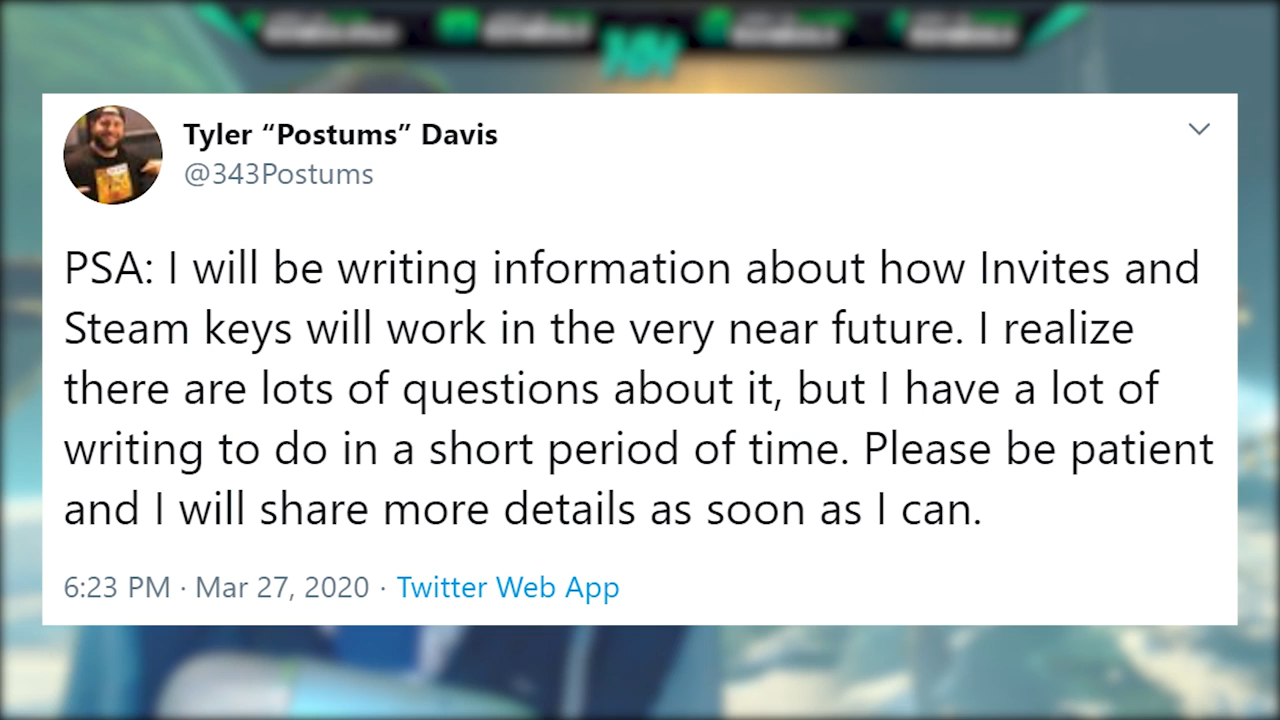 Tyler “Postums” Davis
@343Postums
PSA: I will be writing information about how Invites and
Steam keys will work in the very near future. I realize
there are lots of questions about it, but I have a lot of
writing to do in a short period of time. Please be patient
and I will share more details as soon as I can.
6:23 PM · Mar 27, 2020 · Twitter Web App